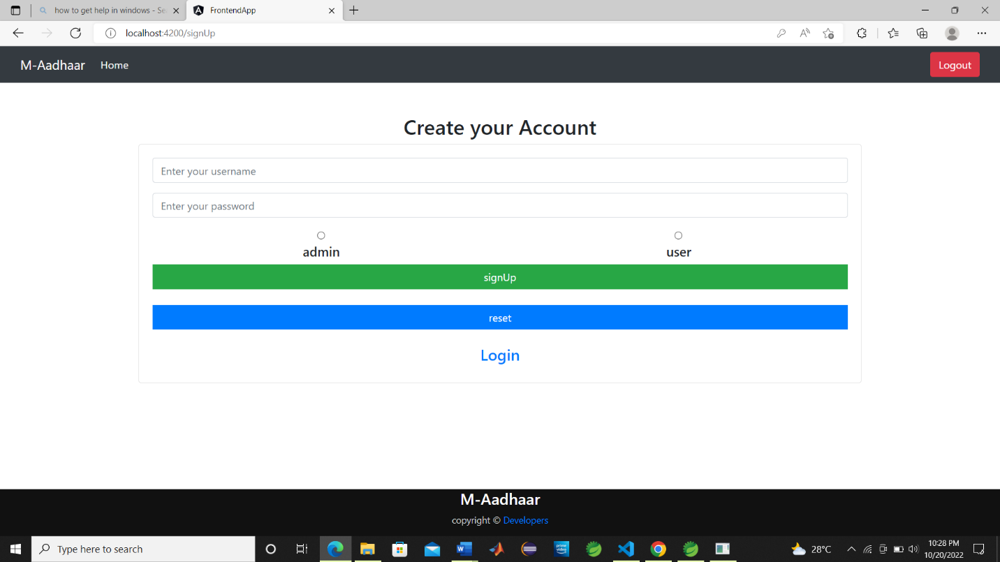 how to get help in windows - Se
FrontendApp
localhost:4200/signUp
M-Aadhaar
Home
Logout
Create your Account
Enter your username
Enter your password
admin
user
signUp
reset
Login
M-Aadhaar
copyright © Developers
Type here to search
prime video
28°C
10:28 PM
10/20/2022